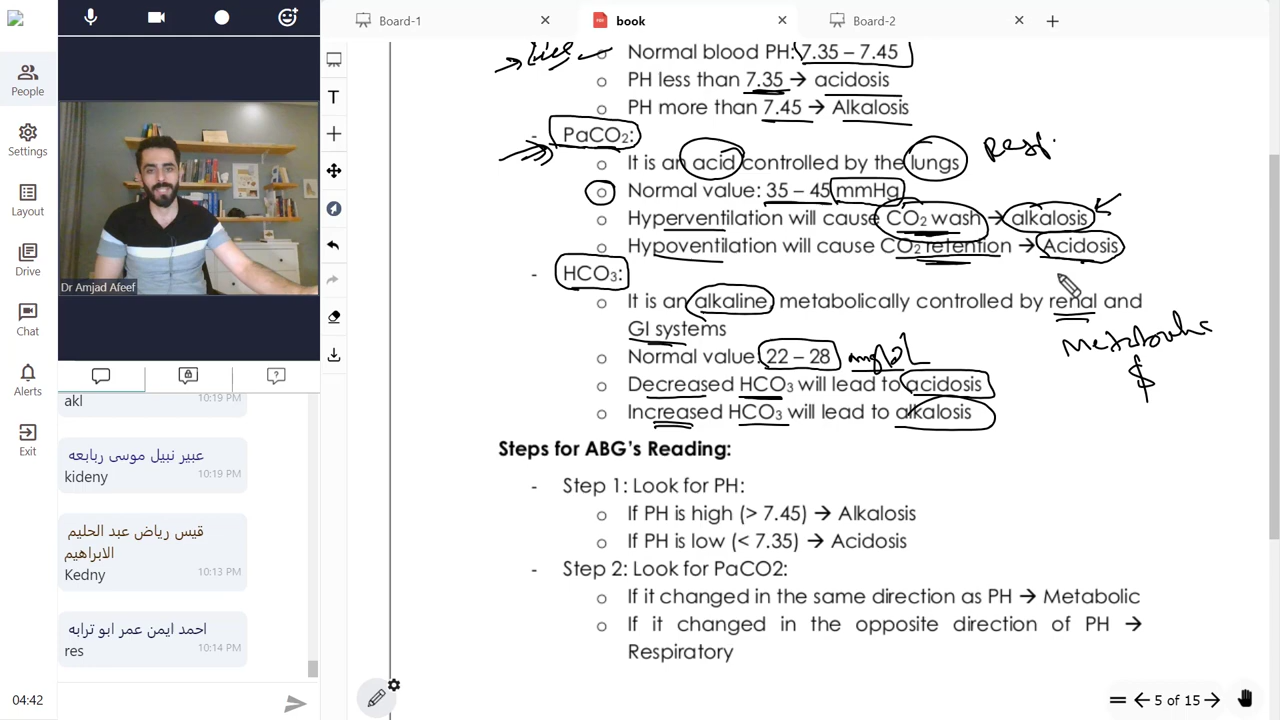 Board-1
book
Board-2
People
Settings
Layout
Drive
Chat
Alerts
Exit
04:42
Dr Amjad Afeef
akl
10:19 PM
عبير نبيل موسى ربابعه
kideny
10:19 PM
قيس رياض عبد الحليم
الابراهيم
Kedny
10:13 PM
احمد ايمن عمر ابو ترابه
res
10:14 PM
o Normal blood PH: 7.35 – 7.45
o PH less than 7.35 → acidosis
o PH more than 7.45 → Alkalosis
- PaCO2:
o It is an acid controlled by the lungs
Resp.
o Normal value: 35 – 45 mmHg
o Hyperventilation will cause CO2 wash → alkalosis
o Hypoventilation will cause CO2 retention → Acidosis
- HCO3:
o It is an alkaline metabolically controlled by renal and
GI systems
Metabolic
o Normal value: 22 – 28
o Decreased HCO3 will lead to acidosis
o Increased HCO3 will lead to alkalosis
Steps for ABG's Reading:
- Step 1: Look for PH:
o If PH is high (> 7.45) → Alkalosis
o If PH is low (< 7.35) → Acidosis
- Step 2: Look for PaCO2:
o If it changed in the same direction as PH → Metabolic
o If it changed in the opposite direction of PH →
Respiratory
5 of 15